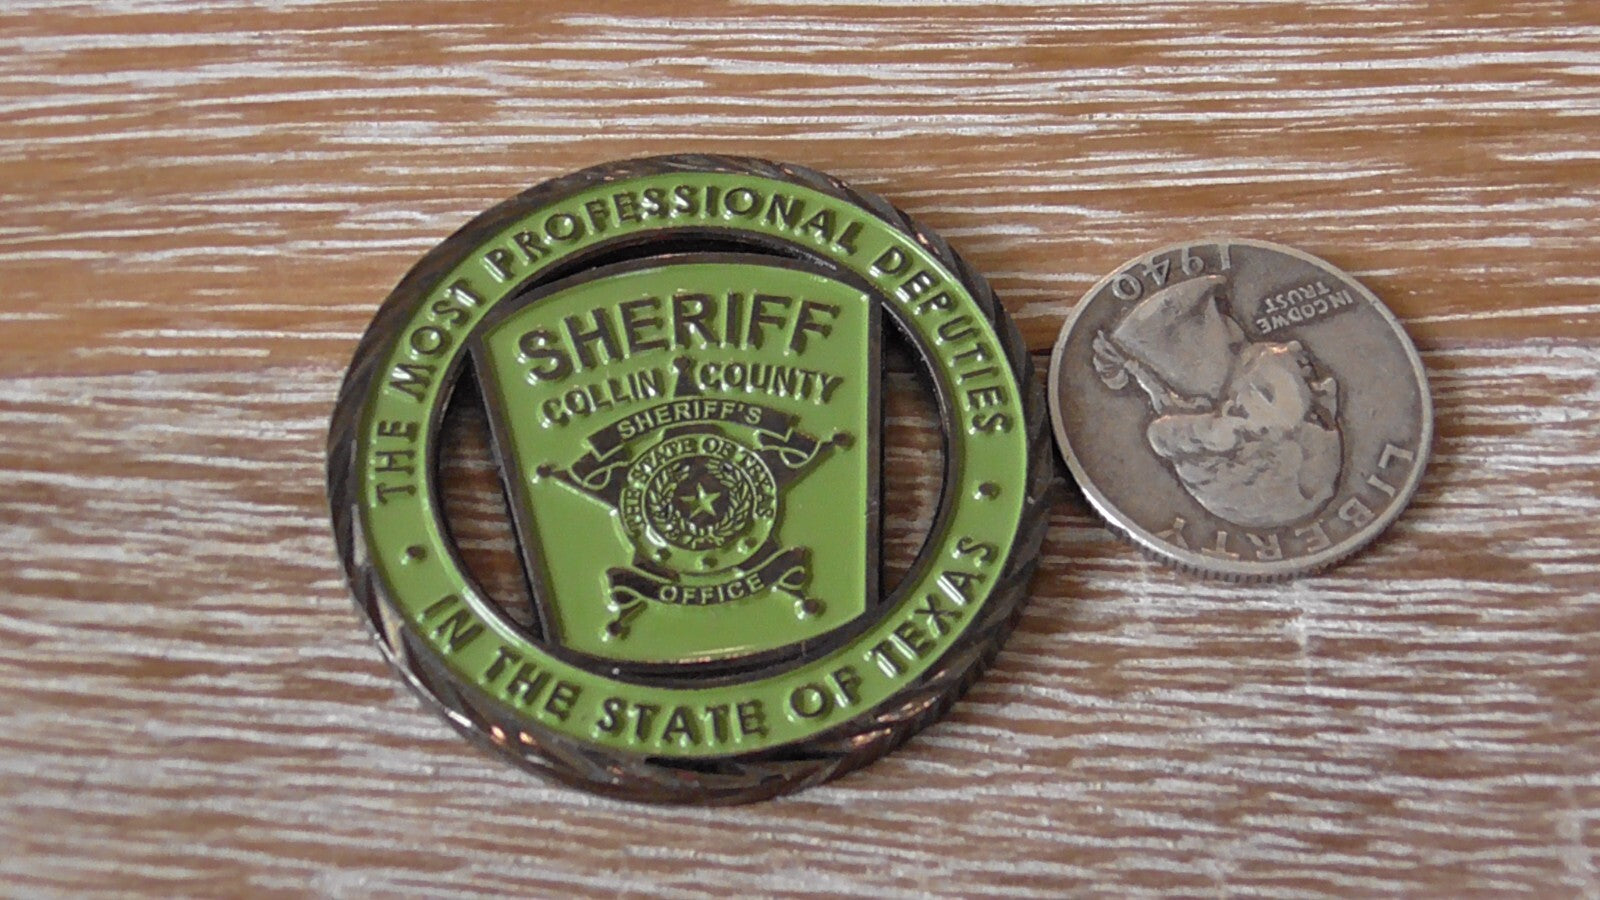 THE MOST PROFESSIONAL DEPUTIES
SHERIFF
COLLIN COUNTY
SHERIFF'S
THE STATE OF TEXAS
OFFICE
IN THE STATE OF TEXAS
LIBERTY
IN GOD WE
TRUST
1940